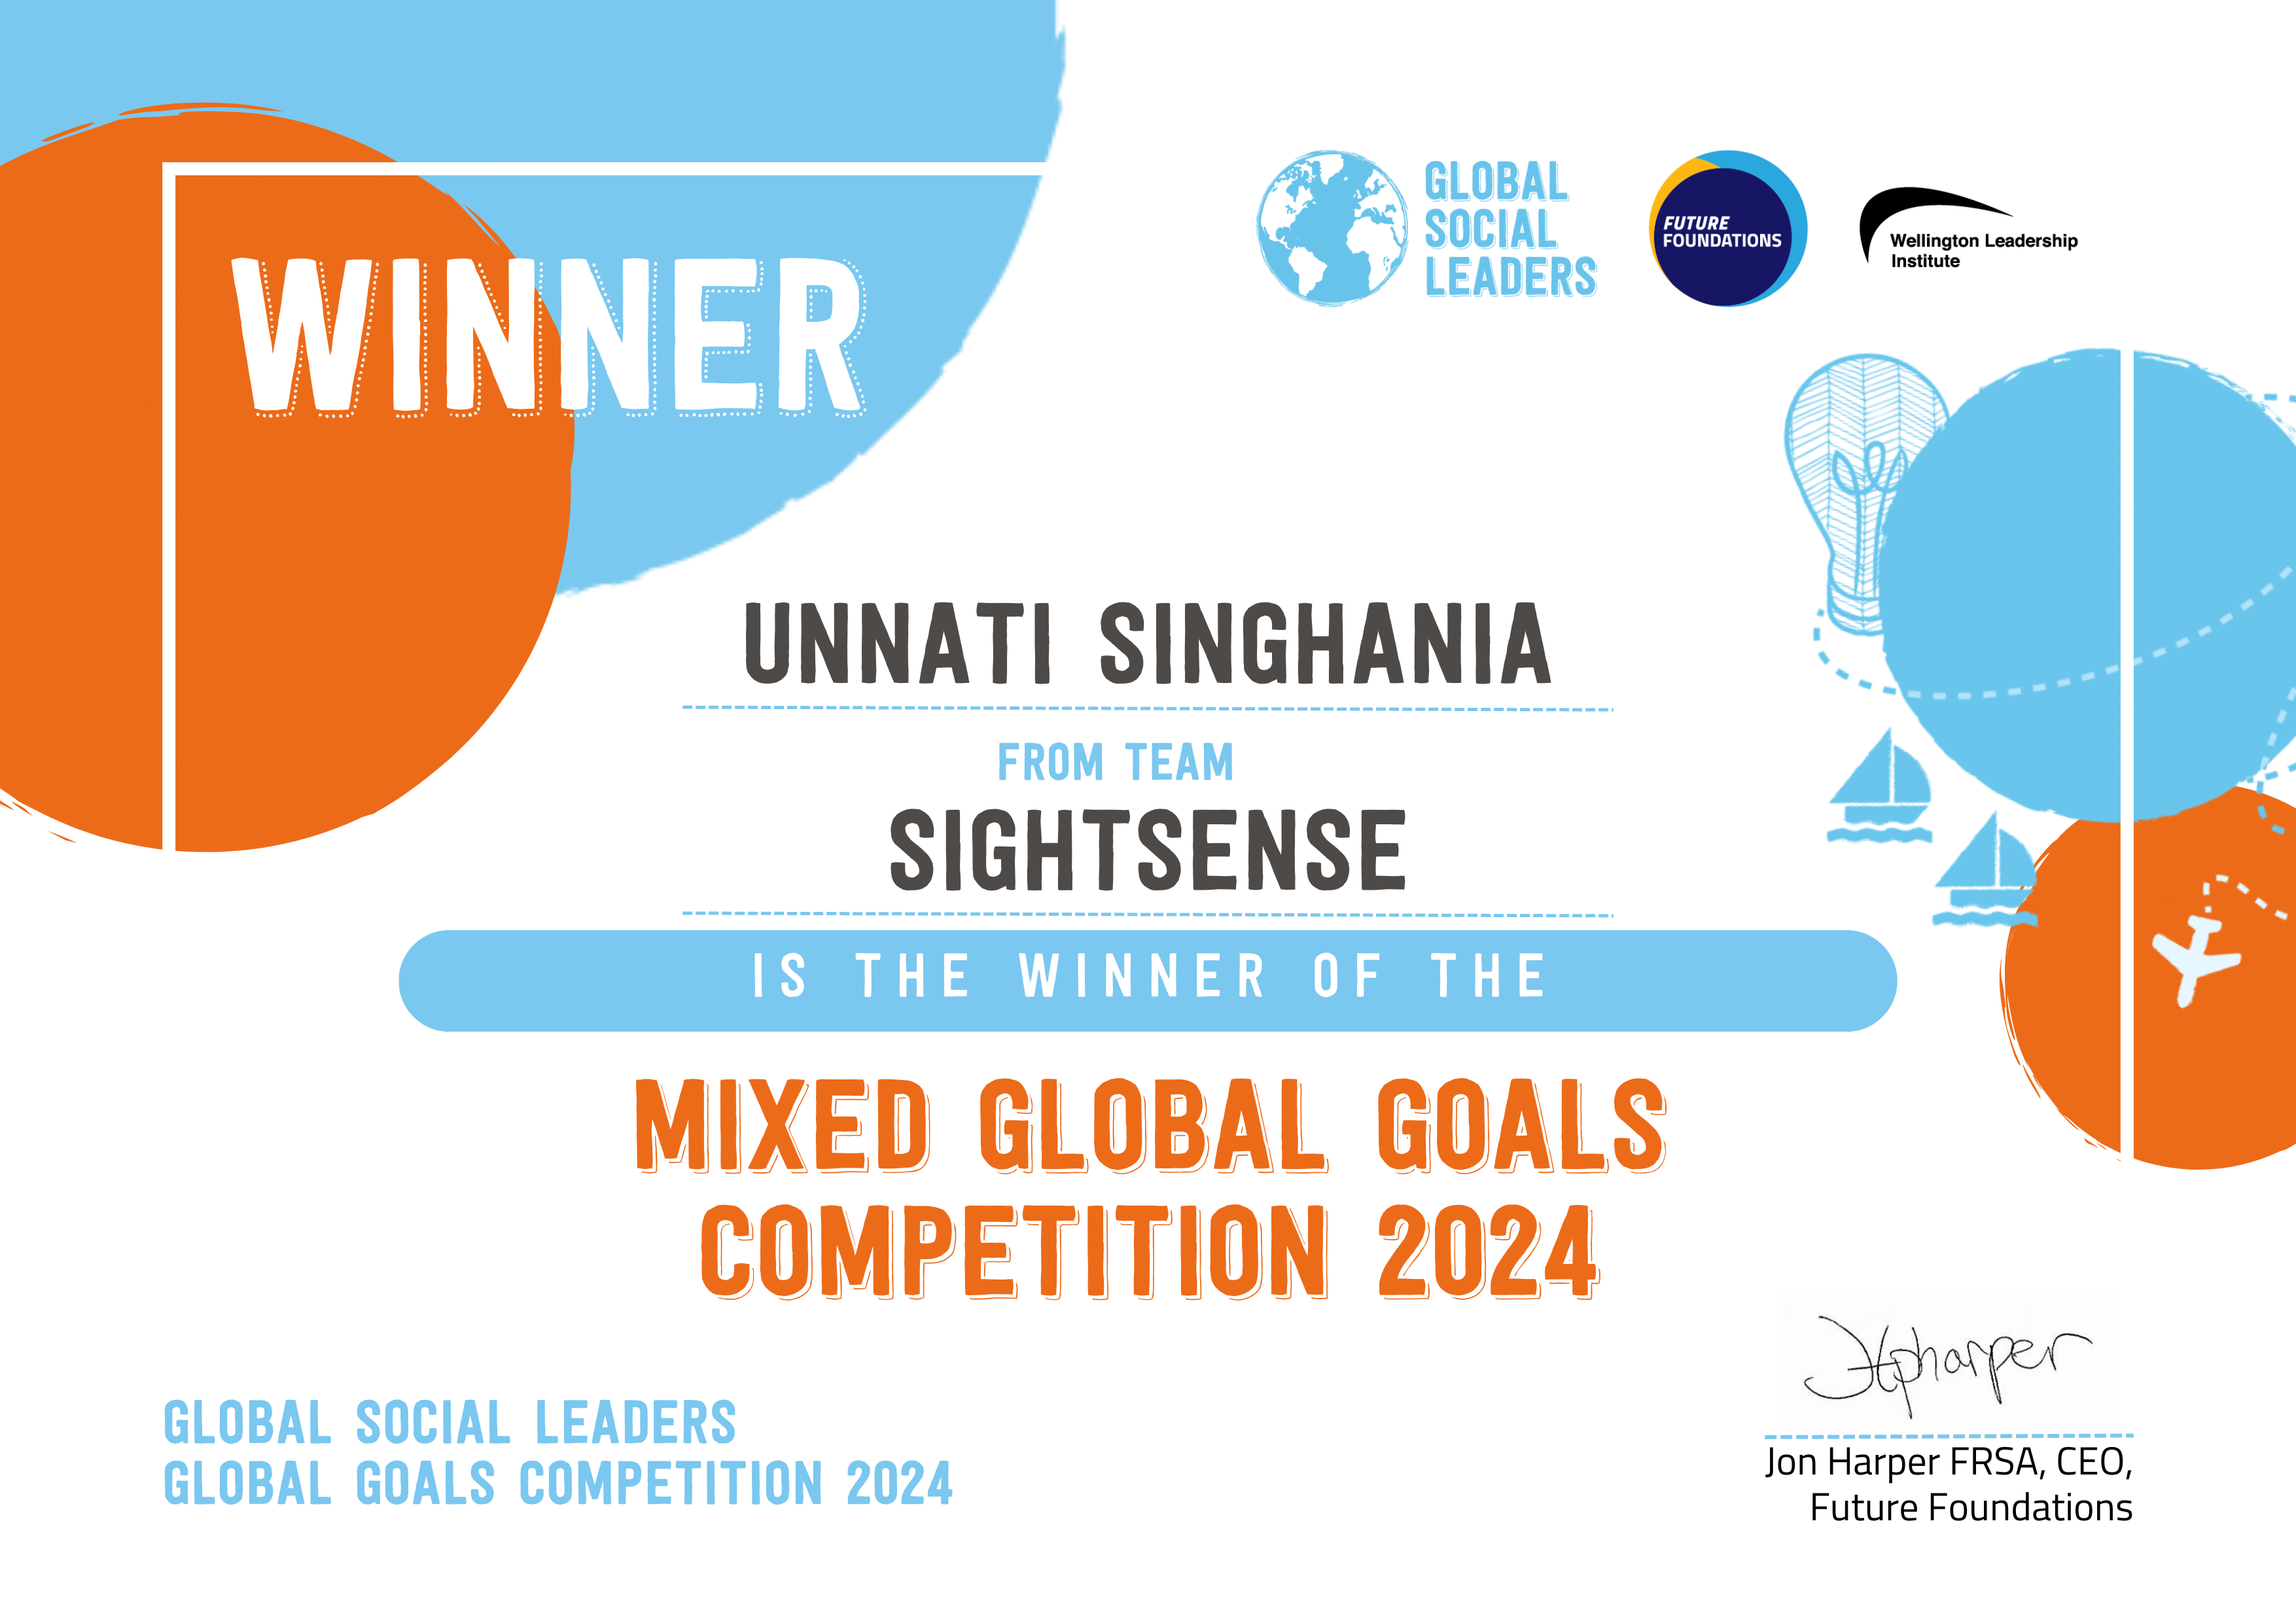 WINNER
GLOBAL
SOCIAL
LEADERS
FUTURE
FOUNDATIONS
Wellington Leadership
Institute
UNNATI SINGHANIA
FROM TEAM
SIGHTSENSE
IS THE WINNER OF THE
MIXED GLOBAL GOALS
COMPETITION 2024
GLOBAL SOCIAL LEADERS
GLOBAL GOALS COMPETITION 2024
Jon Harper FRSA, CEO,
Future Foundations